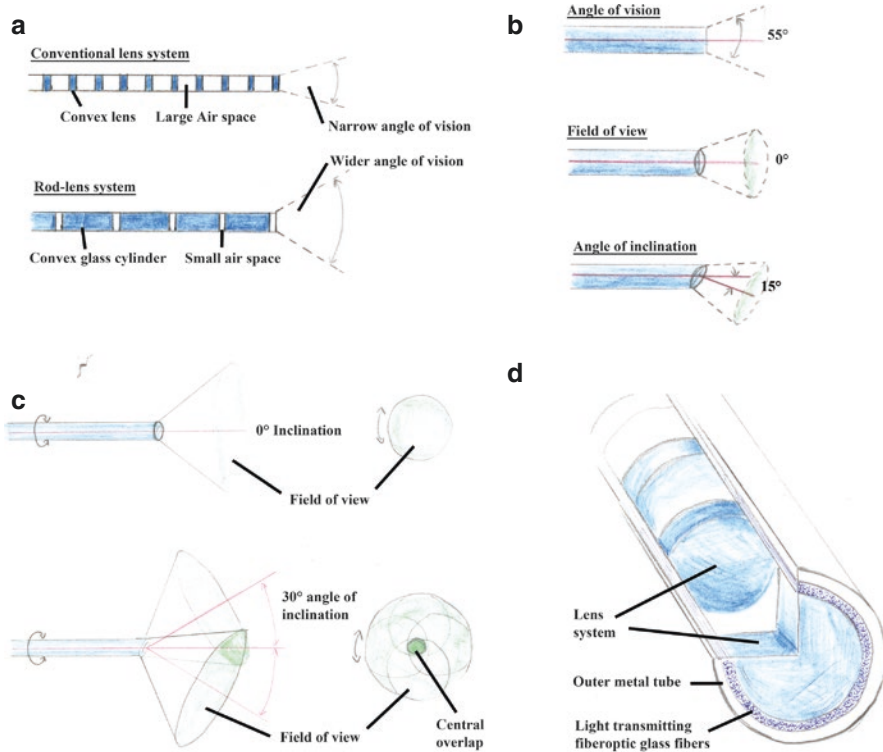 a
Conventional lens system
Convex lens
Large Air space
Narrow angle of vision
Wider angle of vision
Rod-lens system
Convex glass cylinder
Small air space
b
Angle of vision
55°
Field of view
0°
Angle of inclination
15°
c
0° Inclination
Field of view
30° angle of
inclination
Field of view
Central
overlap
d
Lens
system
Outer metal tube
Light transmitting
fiberoptic glass fibers